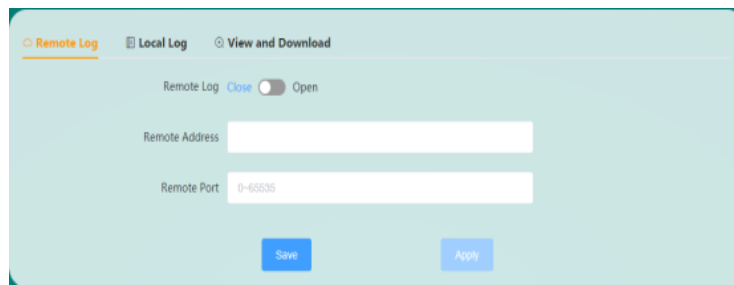 Remote Log Local Log View and Download
Remote Log Close Open
Remote Address
Remote Port 0~65535
Save Apply